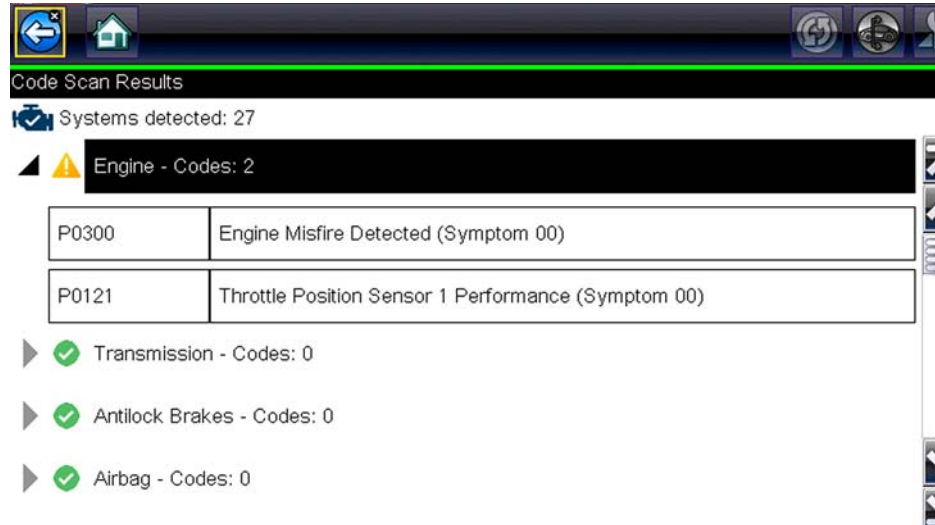 Code Scan Results
Systems detected: 27
Engine - Codes: 2
P0300 Engine Misfire Detected (Symptom 00)
P0121 Throttle Position Sensor 1 Performance (Symptom 00)
Transmission - Codes: 0
Antilock Brakes - Codes: 0
Airbag - Codes: 0